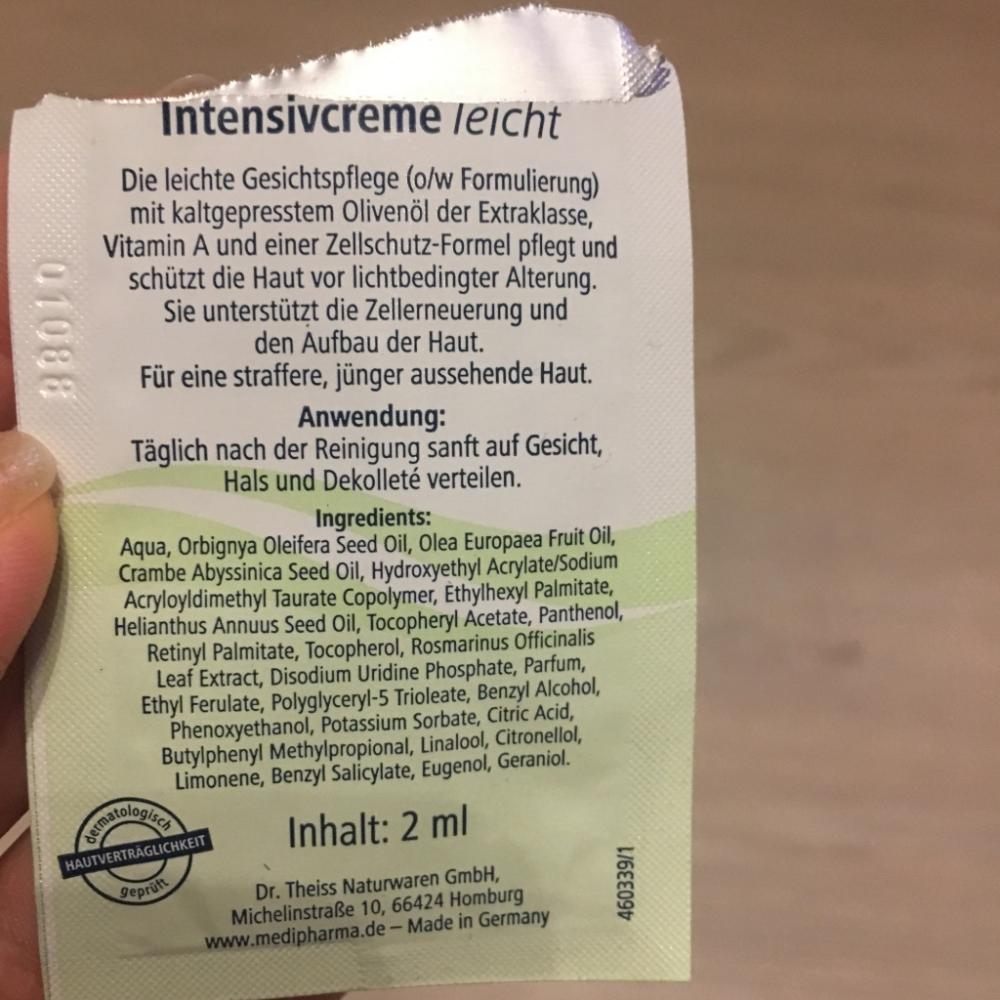 Intensivcreme leicht
Die leichte Gesichtspflege (o/w Formulierung)
mit kaltgepresstem Olivenöl der Extraklasse,
Vitamin A und einer Zellschutz-Formel pflegt und
schützt die Haut vor lichtbedingter Alterung.
Sie unterstützt die Zellerneuerung und
den Aufbau der Haut.
Für eine straffere, jünger aussehende Haut.
Anwendung:
Täglich nach der Reinigung sanft auf Gesicht,
Hals und Dekolleté verteilen.
Ingredients:
Aqua, Orbignya Oleifera Seed Oil, Olea Europaea Fruit Oil,
Crambe Abyssinica Seed Oil, Hydroxyethyl Acrylate/Sodium
Acryloyldimethyl Taurate Copolymer, Ethylhexyl Palmitate,
Helianthus Annuus Seed Oil, Tocopheryl Acetate, Panthenol,
Retinyl Palmitate, Tocopherol, Rosmarinus Officinalis
Leaf Extract, Disodium Uridine Phosphate, Parfum,
Ethyl Ferulate, Polyglyceryl-5 Trioleate, Benzyl Alcohol,
Phenoxyethanol, Potassium Sorbate, Citric Acid,
Butylphenyl Methylpropional, Linalool, Citronellol,
Limonene, Benzyl Salicylate, Eugenol, Geraniol.
dermatologisch
HAUTVERTRÄGLICHKEIT
geprüft
Inhalt: 2 ml
Dr. Theiss Naturwaren GmbH,
Michelinstraße 10, 66424 Homburg
www.medipharma.de – Made in Germany
460339/1
01088